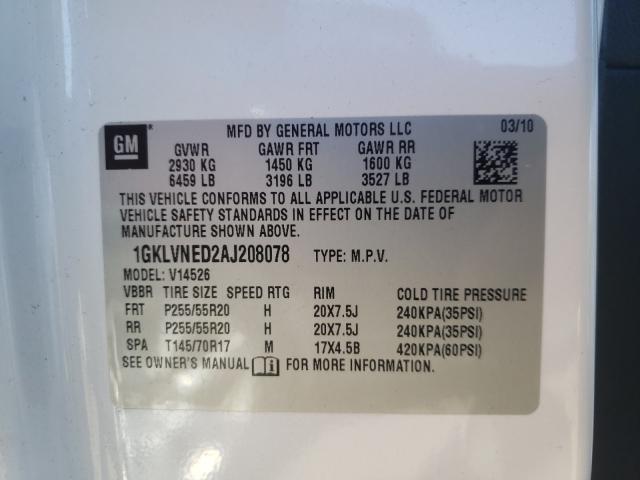 GM ® MFD BY GENERAL MOTORS LLC 03/10
GVWR GAWR FRT GAWR RR
2930 KG 1450 KG 1600 KG
6459 LB 3196 LB 3527 LB
THIS VEHICLE CONFORMS TO ALL APPLICABLE U.S. FEDERAL MOTOR
VEHICLE SAFETY STANDARDS IN EFFECT ON THE DATE OF
MANUFACTURE SHOWN ABOVE.
1GKLVNED2AJ208078 TYPE: M.P.V.
MODEL: V14526
VBBR TIRE SIZE SPEED RTG RIM COLD TIRE PRESSURE
FRT P255/55R20 H 20X7.5J 240KPA(35PSI)
RR P255/55R20 H 20X7.5J 240KPA(35PSI)
SPA T145/70R17 M 17X4.5B 420KPA(60PSI)
SEE OWNER'S MANUAL i FOR MORE INFORMATION.